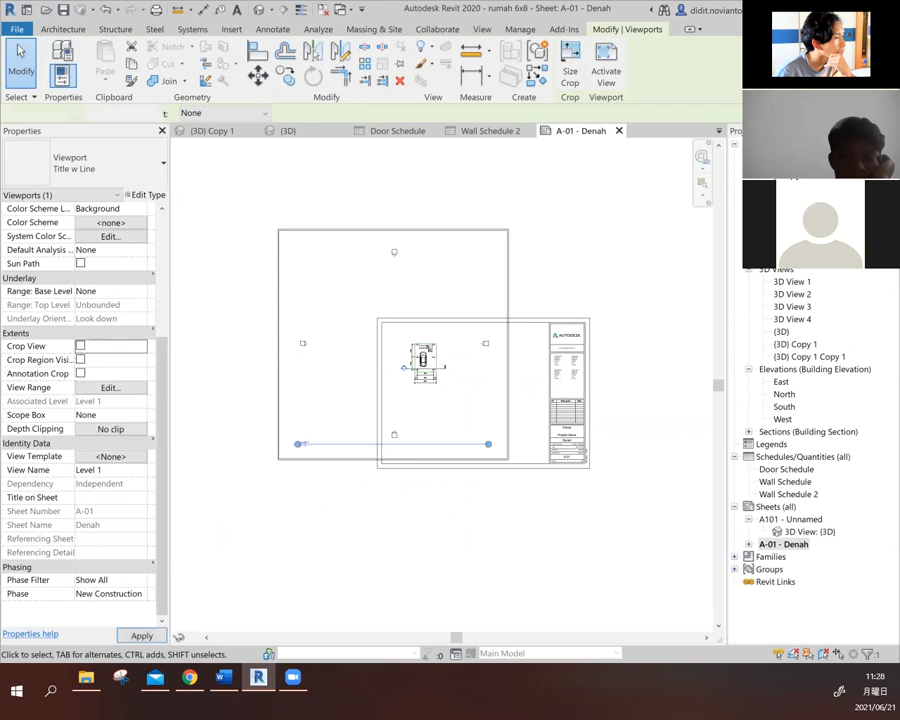 Autodesk Revit 2020 - rumah 6x8 - Sheet: A-01 - Denah
didit.novianto
File
Architecture
Structure
Steel
Systems
Insert
Annotate
Analyze
Massing & Site
Collaborate
View
Manage
Add-Ins
Modify | Viewports
Modify
Select
Properties
Paste
Clipboard
Notch
Cut
Join
Geometry
Modify
View
Measure
Create
Size
Crop
Crop
Activate
View
Viewport
t:
None
Properties
{3D} Copy 1
{3D}
Door Schedule
Wall Schedule 2
A-01 - Denah
Viewport
Title w Line
Viewports (1)
Edit Type
Color Scheme L... Background
Color Scheme <none>
System Color Sc... Edit...
Default Analysis ... None
Sun Path
Underlay
Range: Base Level None
Range: Top Level Unbounded
Underlay Orient... Look down
Extents
Crop View
Crop Region Visi...
Annotation Crop
View Range Edit...
Associated Level Level 1
Scope Box None
Depth Clipping No clip
Identity Data
View Template <None>
View Name Level 1
Dependency Independent
Title on Sheet
Sheet Number A-01
Sheet Name Denah
Referencing Sheet
Referencing Detail
Phasing
Phase Filter Show All
Phase New Construction
Properties help
Apply
AUTODESK
3D Views
3D View 1
3D View 2
3D View 3
3D View 4
{3D}
{3D} Copy 1
{3D} Copy 1 Copy 1
Elevations (Building Elevation)
East
North
South
West
Sections (Building Section)
Legends
Schedules/Quantities (all)
Door Schedule
Wall Schedule
Wall Schedule 2
Sheets (all)
A101 - Unnamed
3D View: {3D}
A-01 - Denah
Families
Groups
Revit Links
Click to select, TAB for alternates, CTRL adds, SHIFT unselects.
:0
Main Model
:1
11:28
月曜日
2021/06/21